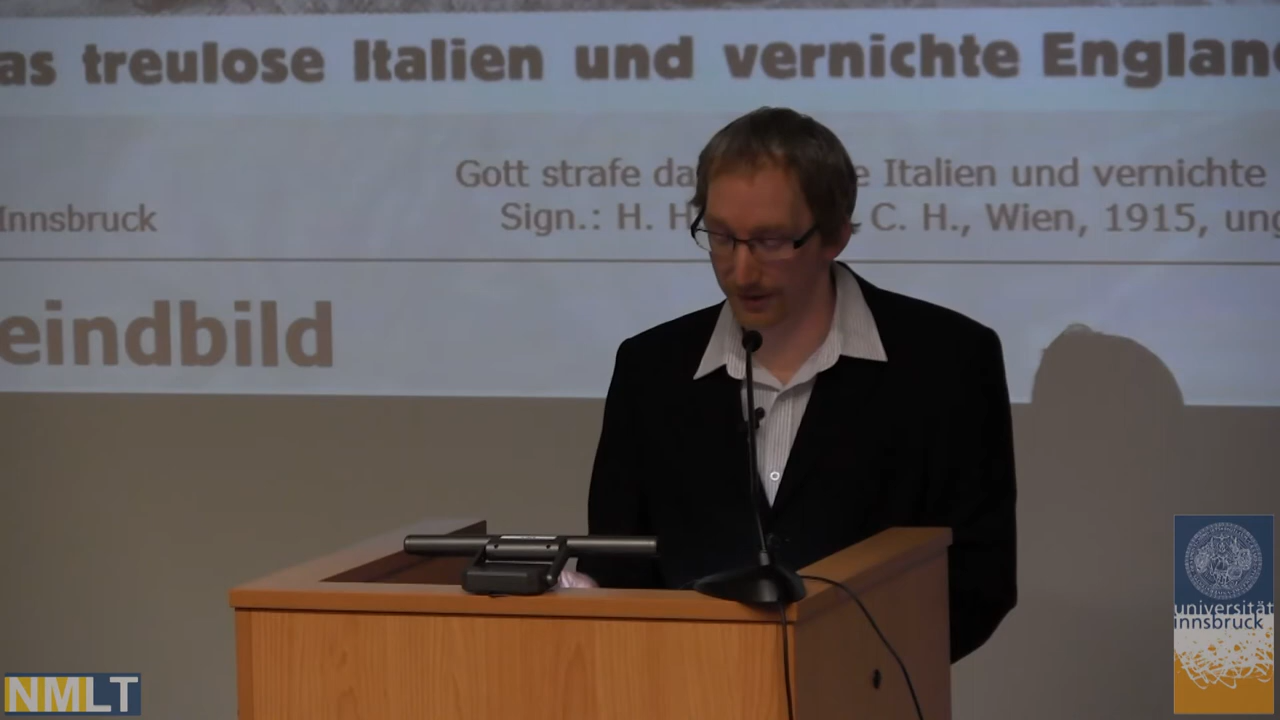 as treulose Italien und vernichte Englan
Gott strafe da e Italien und vernichte
Innsbruck
Sign.: H. H C. H., Wien, 1915, ung
eindbild
universität
innsbruck
NMLT